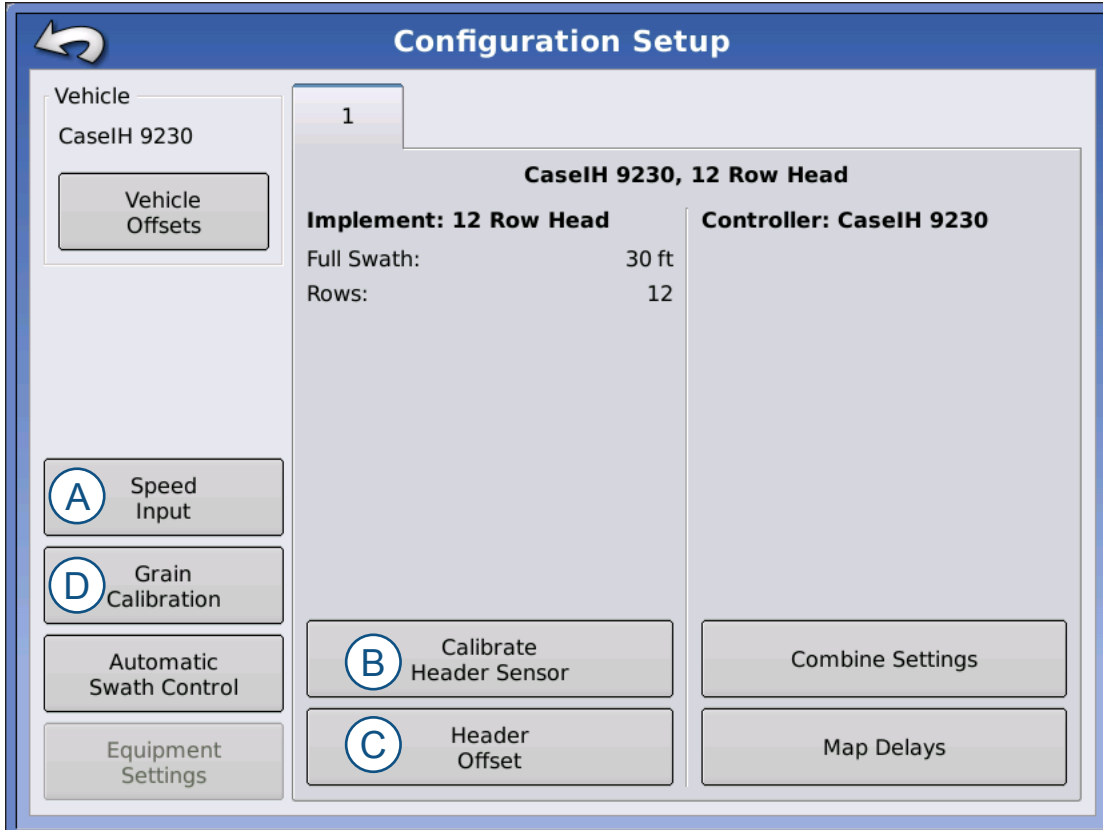 Configuration Setup
Vehicle
CaseIH 9230
Vehicle
Offsets
1
CaseIH 9230, 12 Row Head
Implement: 12 Row Head
Full Swath: 30 ft
Rows: 12
Controller: CaseIH 9230
A
Speed
Input
D
Grain
Calibration
Automatic
Swath Control
Equipment
Settings
B
Calibrate
Header Sensor
C
Header
Offset
Combine Settings
Map Delays